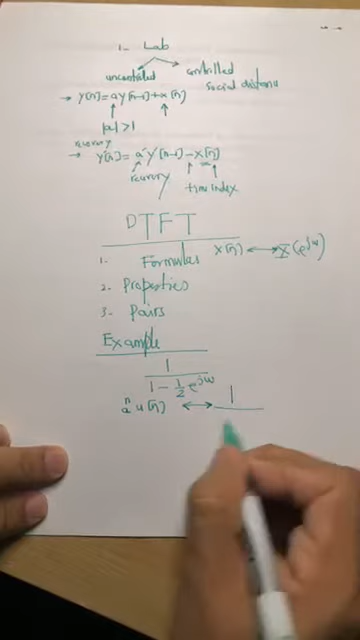 1. Lab
uncontrolled controlled
social distance
→ y[n]=ay[n-1]+x[n]
|a|>1
recovery
→ y[n]=a'y[n-1]-x[n]
recovery time index
DTFT
1. Formulas x[n] ↔ X(e^jω)
2. Properties
3. Pairs
Example
1
1 - 1/2 e^jω
a^n u[n] ↔ 1